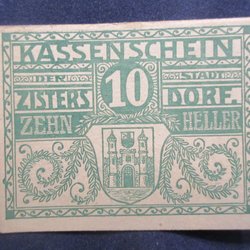 KASSENSCHEIN
DER 10 STADT
ZISTERS DORF.
ZEHN HELLER